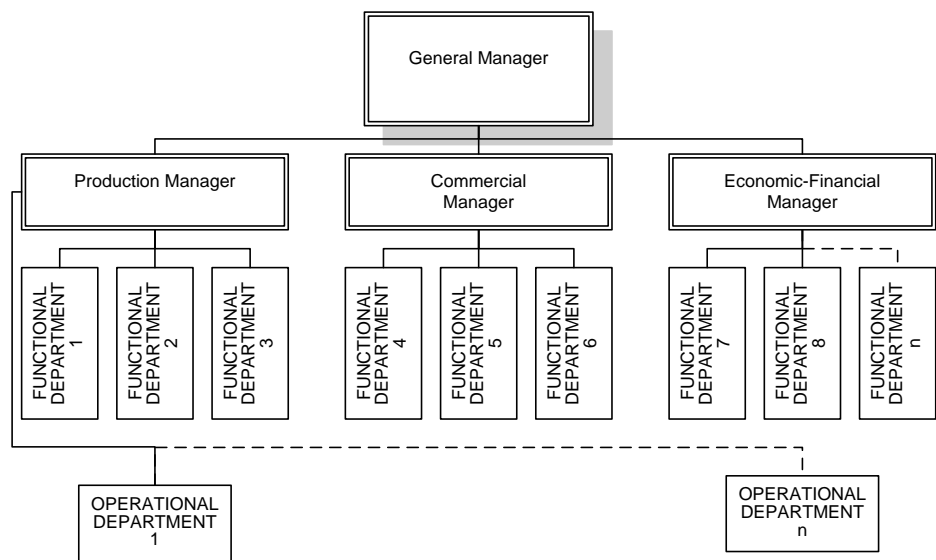 General Manager
Production Manager
Commercial
Manager
Economic-Financial
Manager
FUNCTIONAL
DEPARTMENT
1
FUNCTIONAL
DEPARTMENT
2
FUNCTIONAL
DEPARTMENT
3
FUNCTIONAL
DEPARTMENT
4
FUNCTIONAL
DEPARTMENT
5
FUNCTIONAL
DEPARTMENT
6
FUNCTIONAL
DEPARTMENT
7
FUNCTIONAL
DEPARTMENT
8
FUNCTIONAL
DEPARTMENT
n
OPERATIONAL
DEPARTMENT
1
OPERATIONAL
DEPARTMENT
n